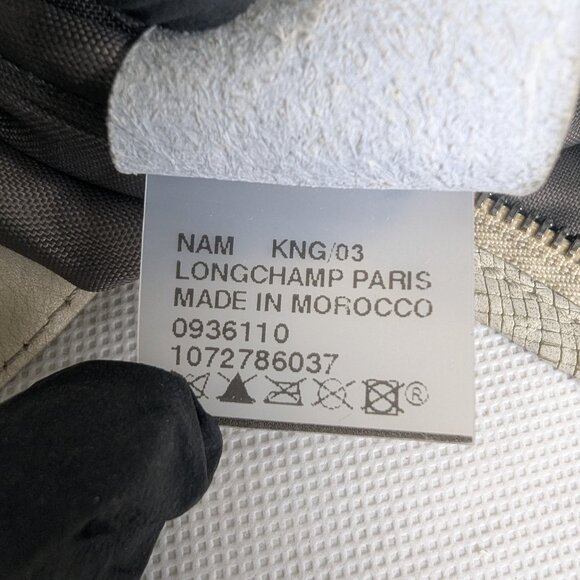 NAM KNG/03
LONGCHAMP PARIS
MADE IN MOROCCO
0936110
1072786037
®